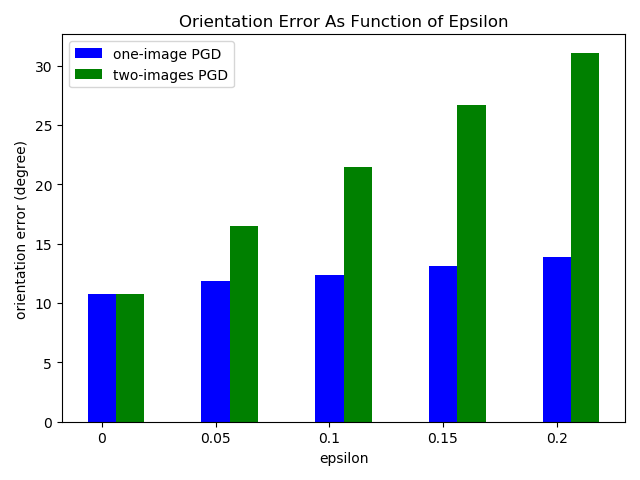 Orientation Error As Function of Epsilon
one-image PGD
two-images PGD
orientation error (degree)
30
25
20
15
10
5
0
0 0.05 0.1 0.15 0.2
epsilon